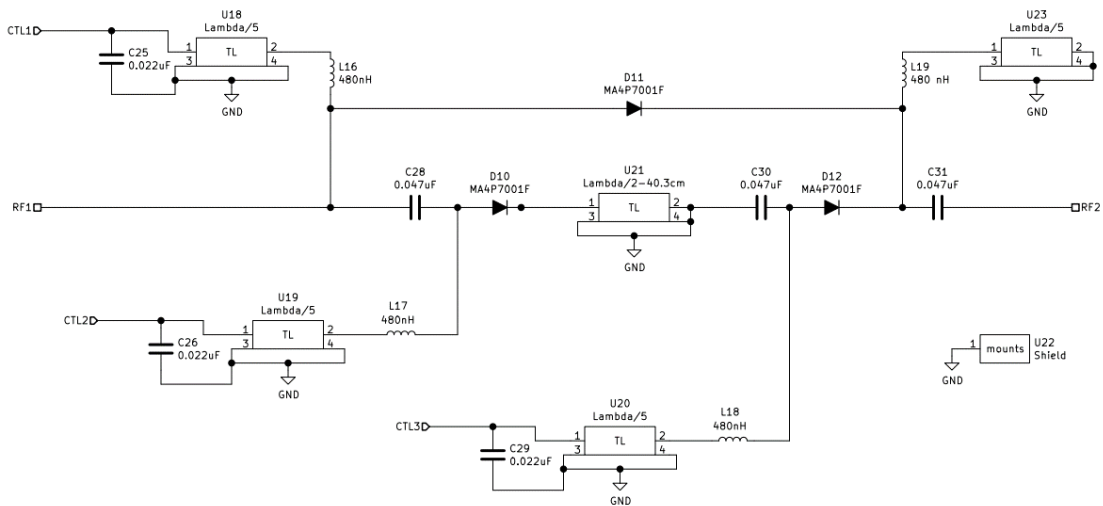 U18
Lambda/5
CTL1
C25
0.022uF
1
TL
2
3
4
GND
L16
480nH
D11
MA4P7001F
U23
Lambda/5
1
TL
2
3
4
GND
L19
480 nH
RF1
C28
0.047uF
D10
MA4P7001F
U21
Lambda/2-40.3cm
1
TL
2
3
4
GND
C30
0.047uF
D12
MA4P7001F
C31
0.047uF
RF2
U19
Lambda/5
CTL2
C26
0.022uF
1
TL
2
3
4
GND
L17
480nH
1
mounts
U22
Shield
GND
U20
Lambda/5
CTL3
C29
0.022uF
1
TL
2
3
4
GND
L18
480nH